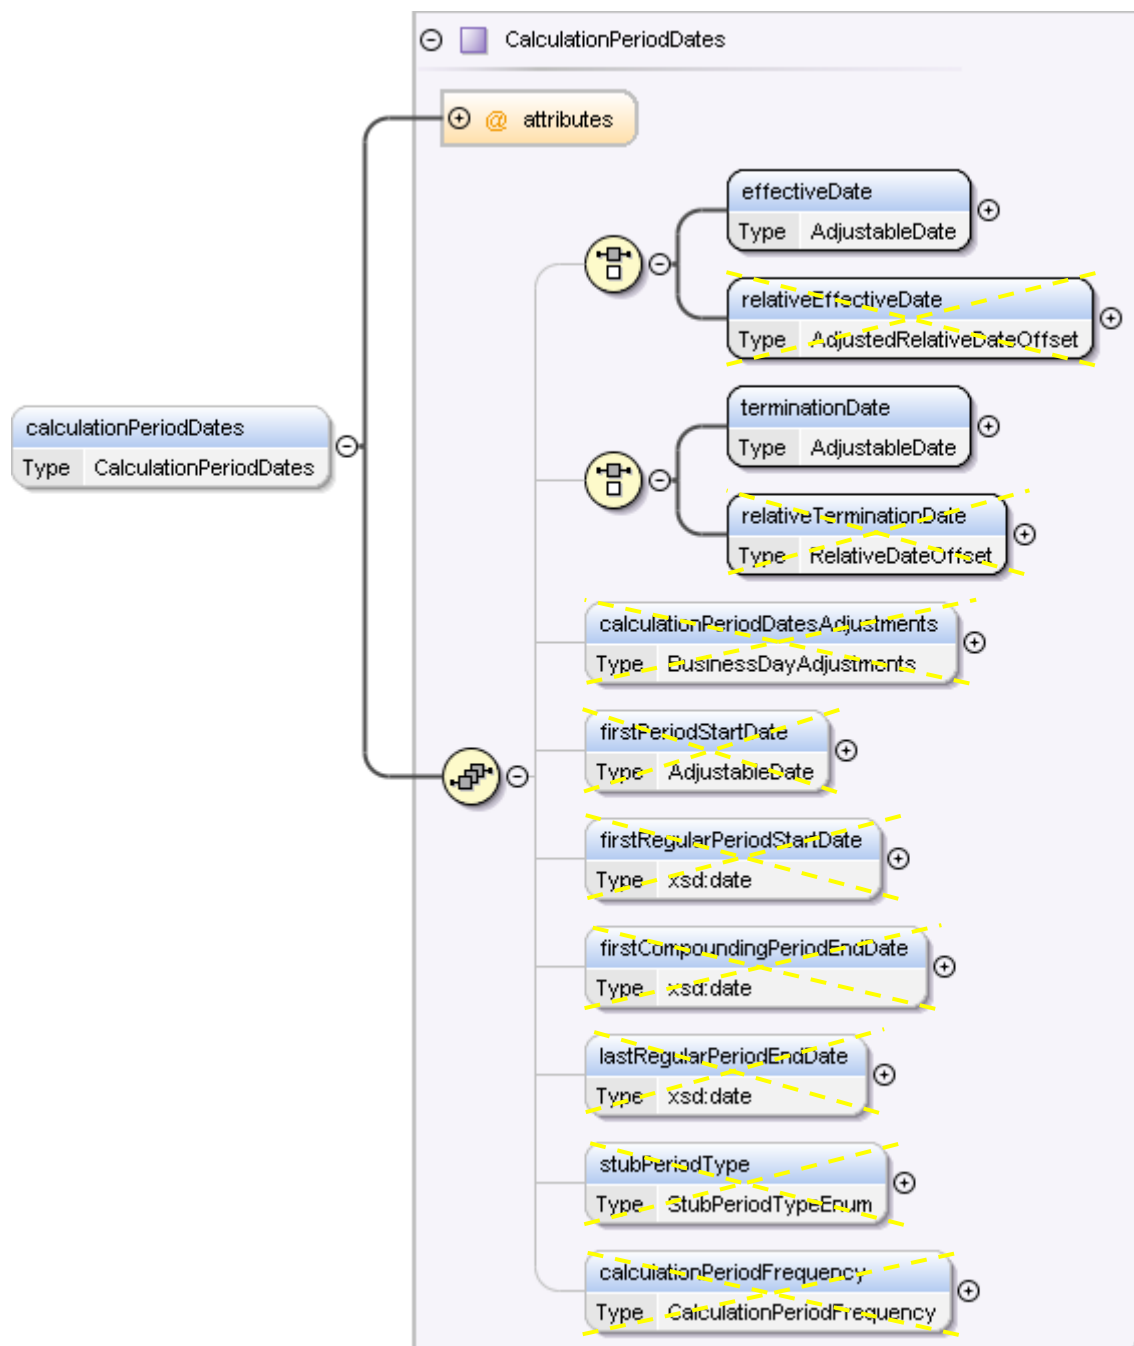 CalculationPeriodDates
@ attributes
effectiveDate
Type AdjustableDate
relativeEffectiveDate
Type AdjustedRelativeDateOffset
terminationDate
Type AdjustableDate
calculationPeriodDates
Type CalculationPeriodDates
relativeTerminationDate
Type RelativeDateOffset
calculationPeriodDatesAdjustments
Type BusinessDayAdjustments
firstPeriodStartDate
Type AdjustableDate
firstRegularPeriodStartDate
Type xsd:date
firstCompoundingPeriodEndDate
Type xsd:date
lastRegularPeriodEndDate
Type xsd:date
stubPeriodType
Type StubPeriodTypeEnum
calculationPeriodFrequency
Type CalculationPeriodFrequency